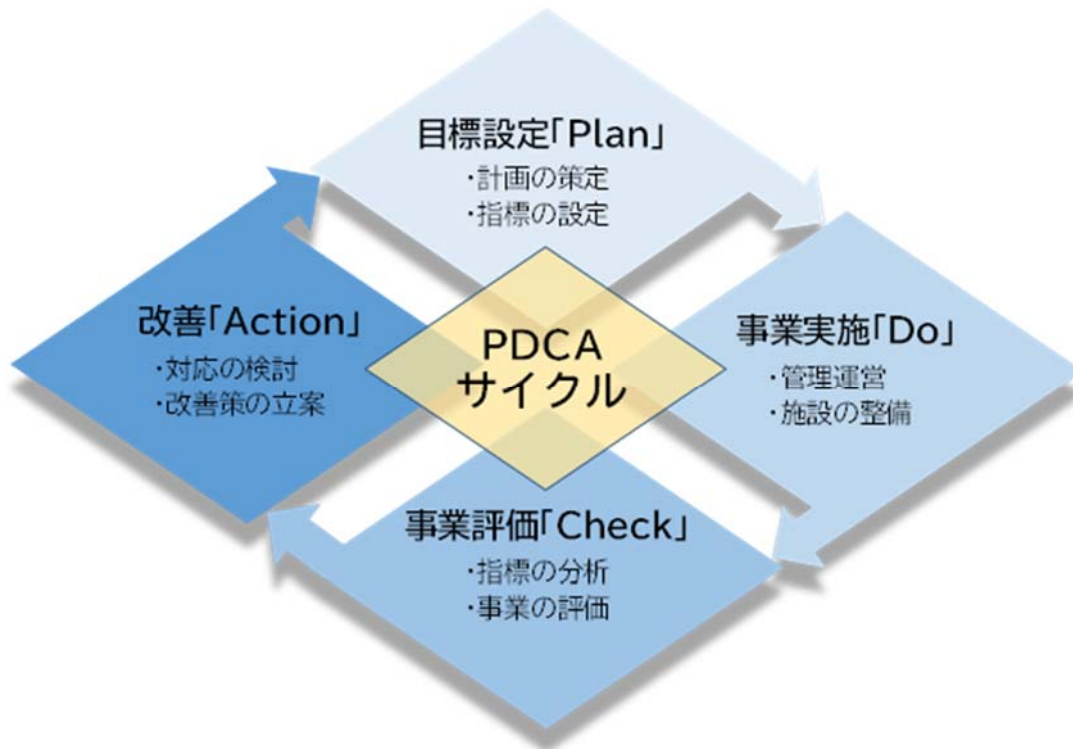 目標設定「Plan」
・計画の策定
・指標の設定
改善「Action」
・対応の検討
・改善策の立案
PDCA
サイクル
事業実施「Do」
・管理運営
・施設の整備
事業評価「Check」
・指標の分析
・事業の評価